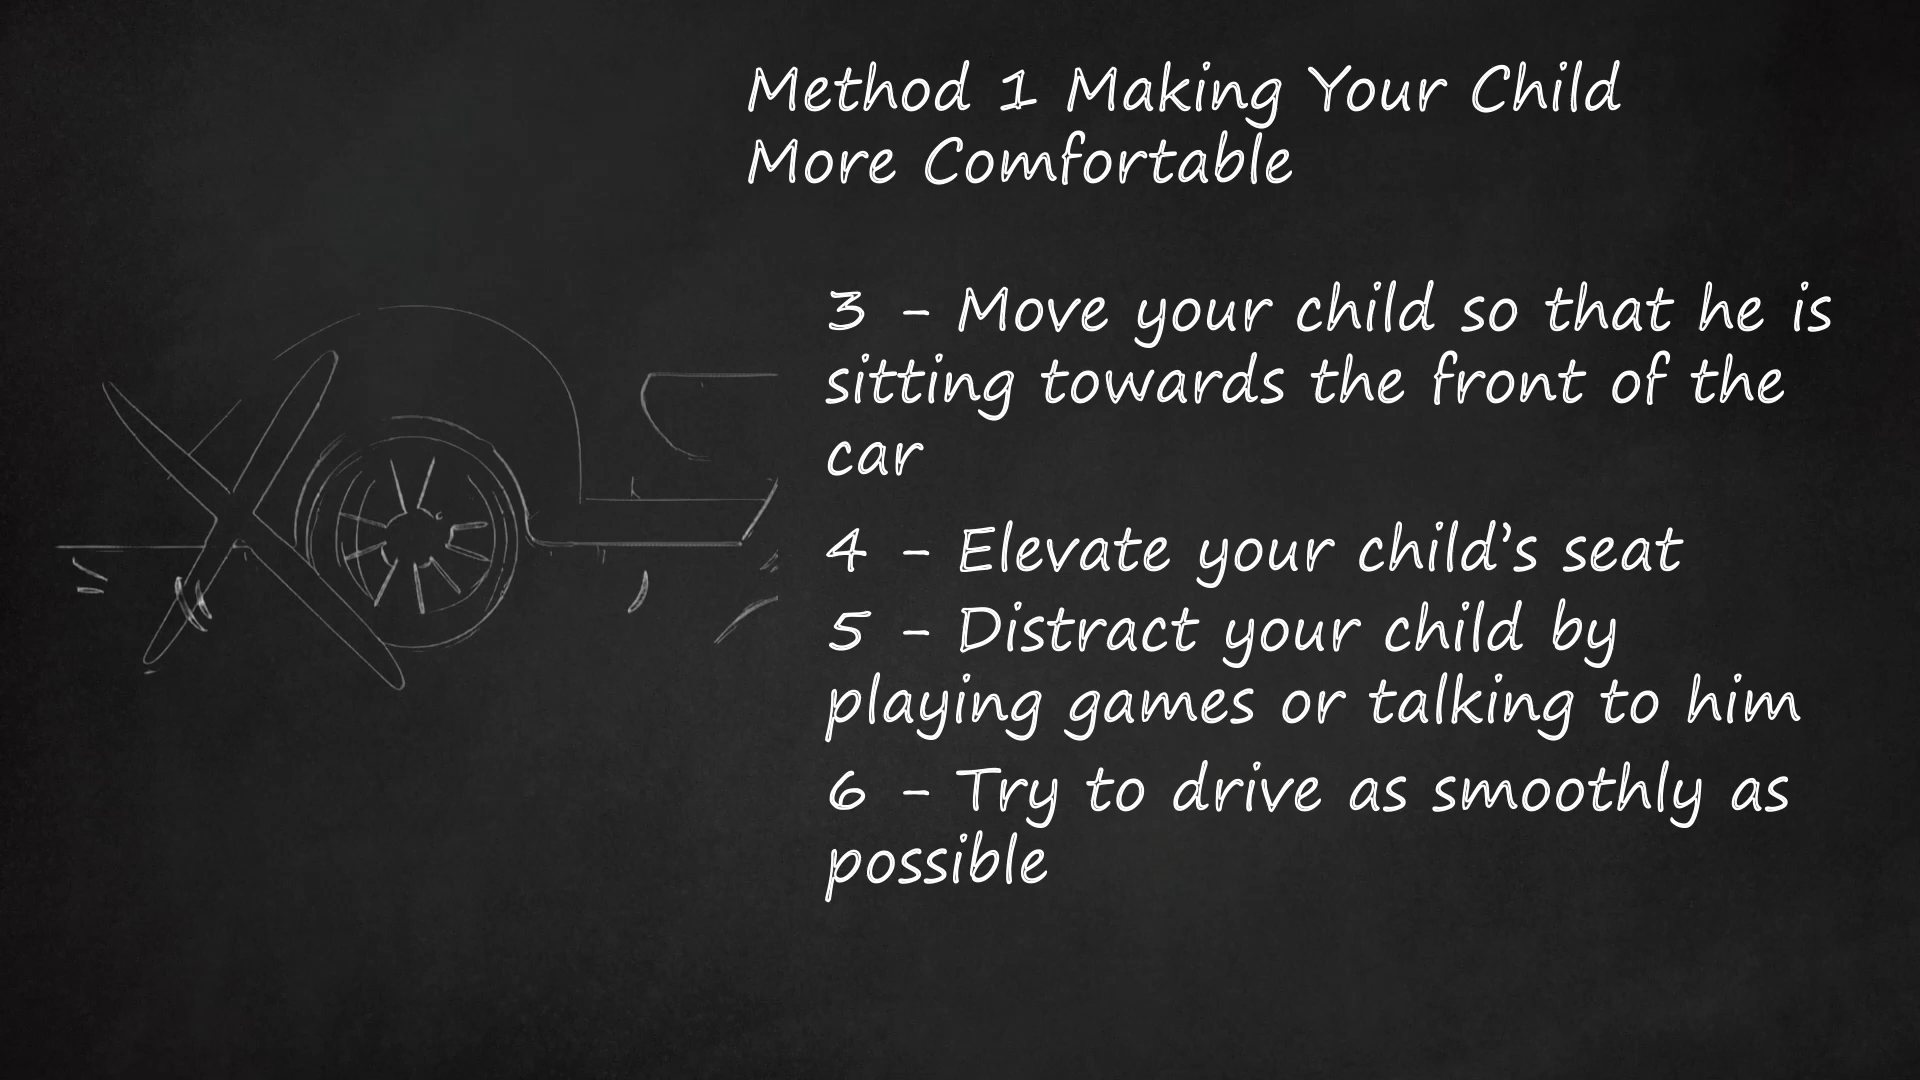 Method 1 Making Your Child
More Comfortable
3 - Move your child so that he is
sitting towards the front of the
car
4 - Elevate your child’s seat
5 - Distract your child by
playing games or talking to him
6 - Try to drive as smoothly as
possible